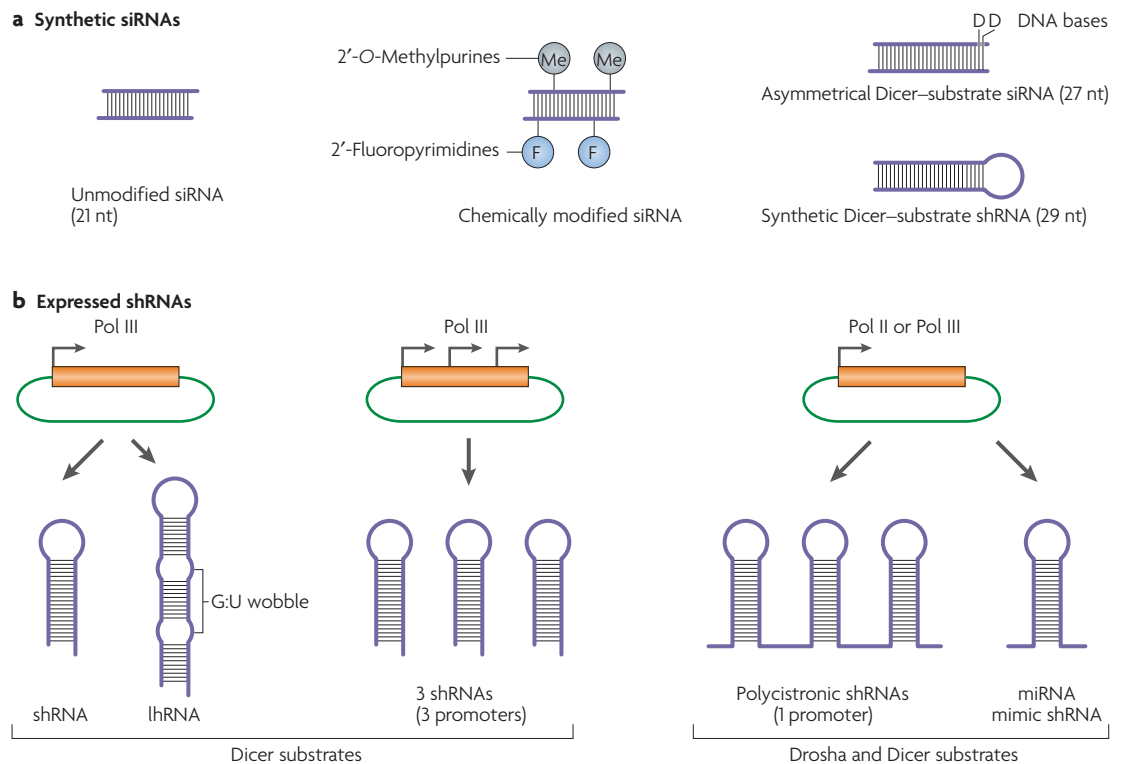 a Synthetic siRNAs
DD DNA bases
2′-O-Methylpurines
Me Me
Asymmetrical Dicer–substrate siRNA (27 nt)
2′-Fluoropyrimidines
F F
Unmodified siRNA
(21 nt)
Chemically modified siRNA
Synthetic Dicer–substrate shRNA (29 nt)
b Expressed shRNAs
Pol III
Pol III
Pol II or Pol III
G:U wobble
shRNA
lhRNA
3 shRNAs
(3 promoters)
Polycistronic shRNAs
(1 promoter)
miRNA
mimic shRNA
Dicer substrates
Drosha and Dicer substrates